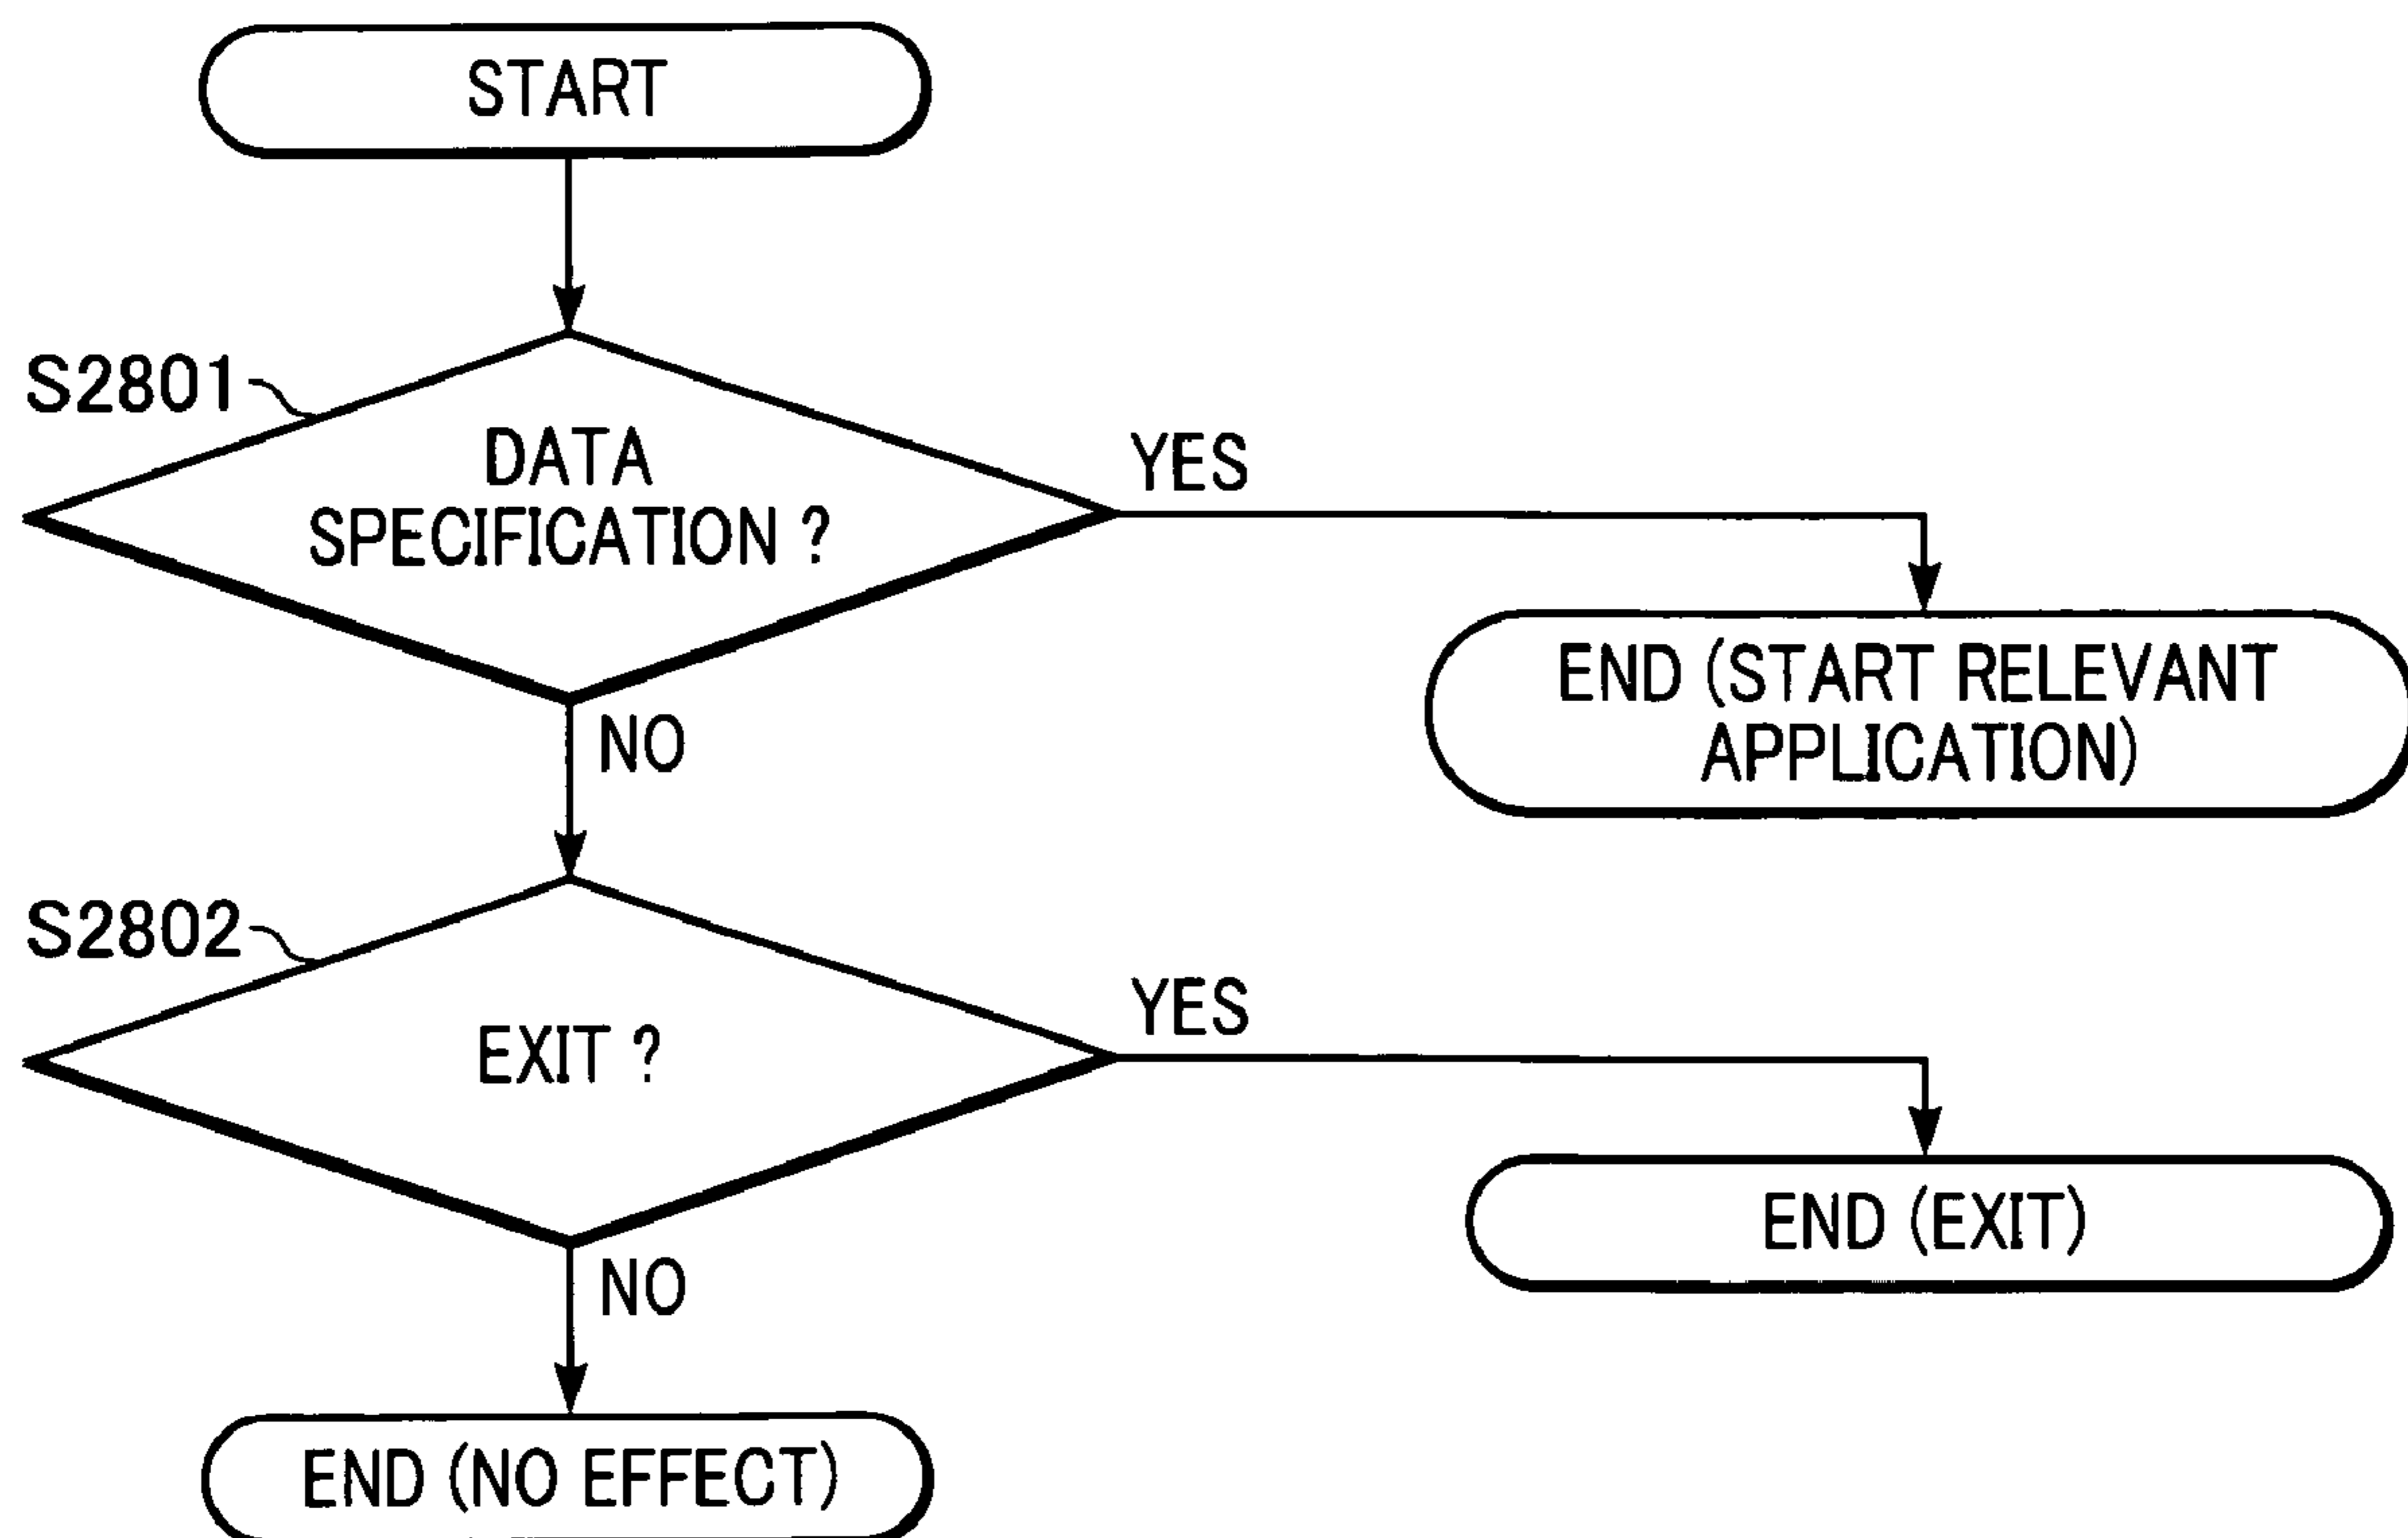 START
S2801
DATA
SPECIFICATION ?
YES
END (START RELEVANT
APPLICATION)
NO
S2802
EXIT ?
YES
END (EXIT)
NO
END (NO EFFECT)